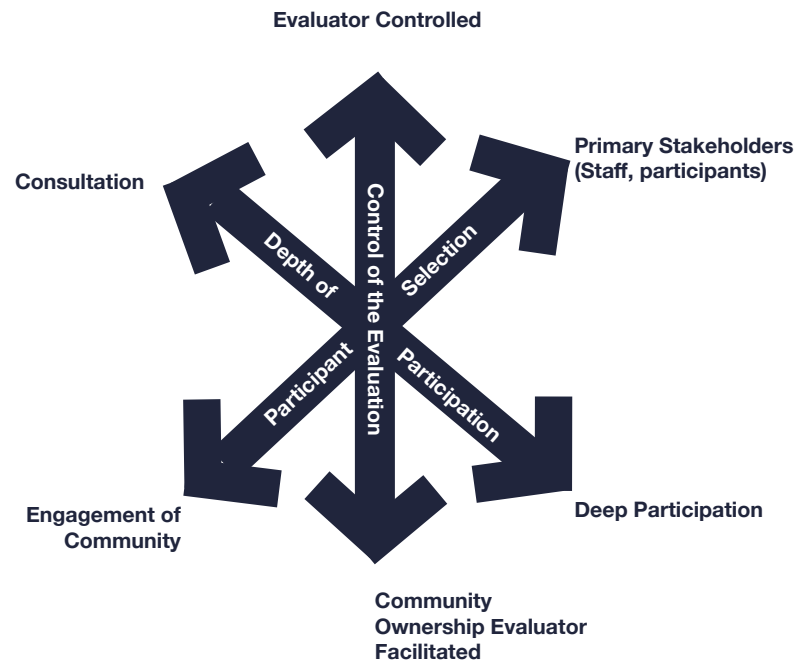 Evaluator Controlled
Primary Stakeholders
(Staff, participants)
Consultation
Control of the Evaluation
Selection
Depth of
Participant
Participation
Engagement of
Community
Deep Participation
Community
Ownership Evaluator
Facilitated